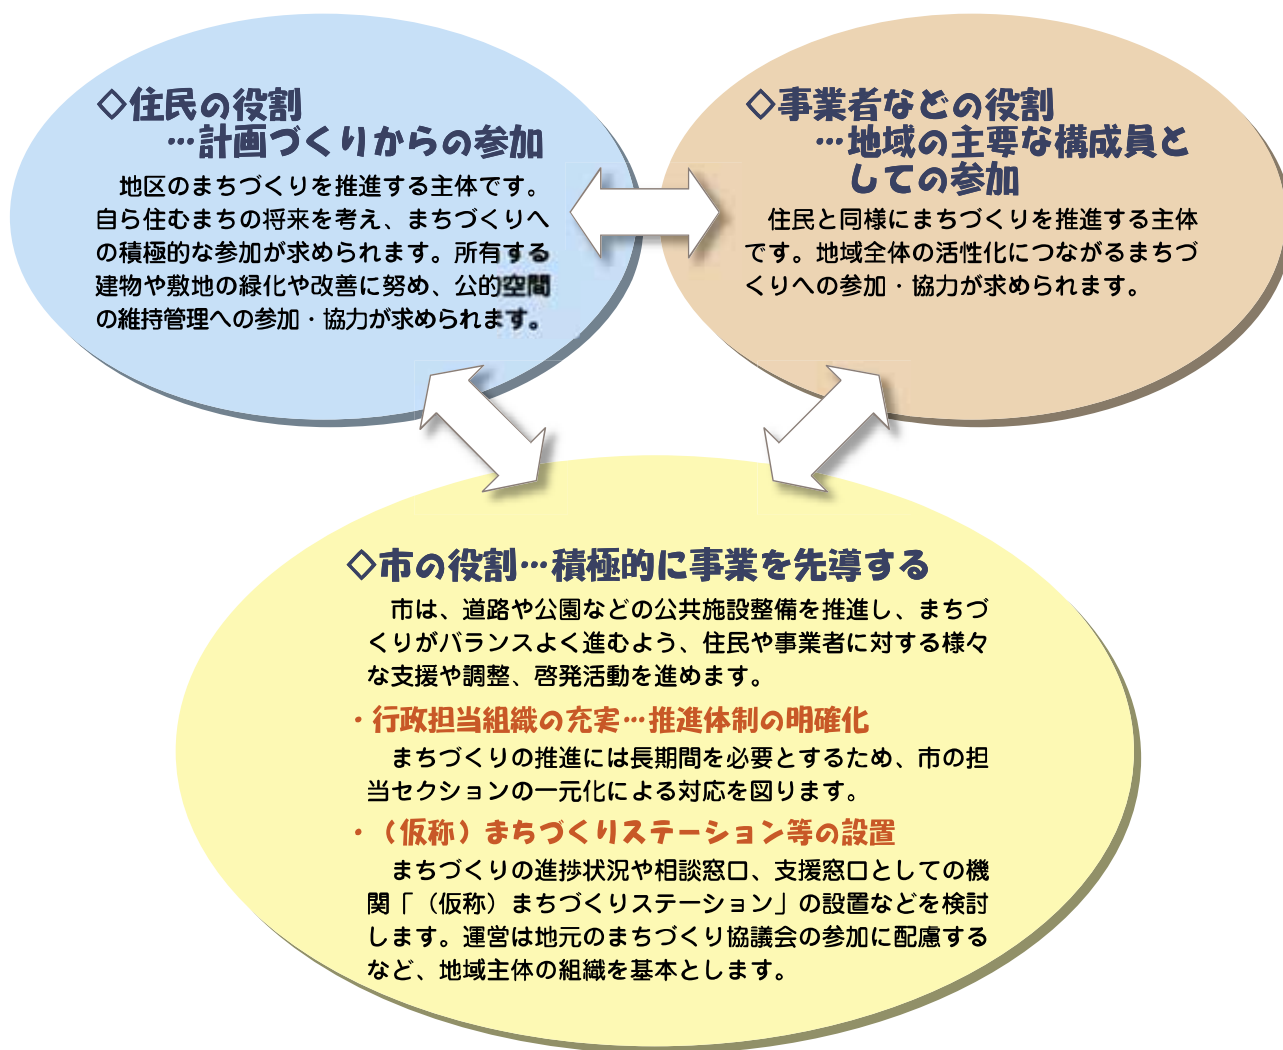 ◇住民の役割
…計画づくりからの参加
地区のまちづくりを推進する主体です。
自ら住むまちの将来を考え、まちづくりへ
の積極的な参加が求められます。所有する
建物や敷地の緑化や改善に努め、公的空間
の維持管理への参加・協力が求められます。
◇事業者などの役割
…地域の主要な構成員と
しての参加
住民と同様にまちづくりを推進する主体
です。地域全体の活性化につながるまちづ
くりへの参加・協力が求められます。
◇市の役割…積極的に事業を先導する
市は、道路や公園などの公共施設整備を推進し、まちづ
くりがバランスよく進むよう、住民や事業者に対する様々
な支援や調整、啓発活動を進めます。
・行政担当組織の充実…推進体制の明確化
まちづくりの推進には長期間を必要とするため、市の担
当セクションの一元化による対応を図ります。
・（仮称）まちづくりステーション等の設置
まちづくりの進捗状況や相談窓口、支援窓口としての機
関「（仮称）まちづくりステーション」の設置などを検討
します。運営は地元のまちづくり協議会の参加に配慮する
など、地域主体の組織を基本とします。